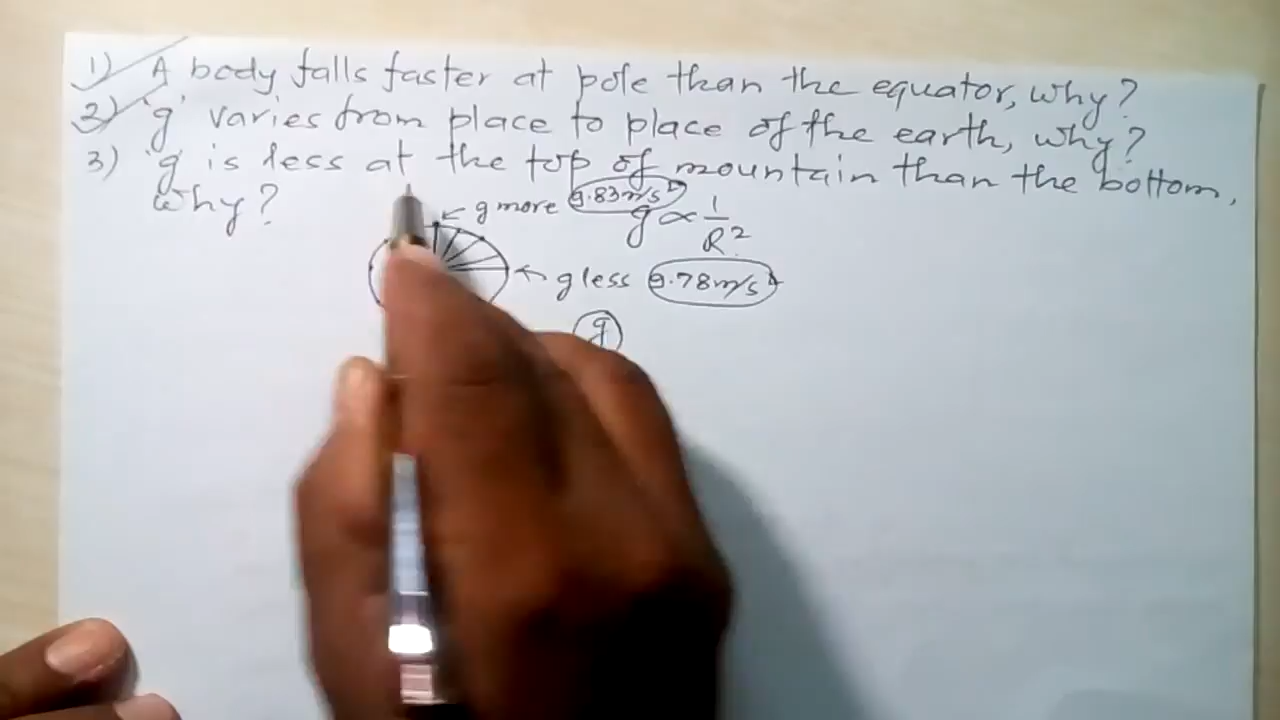 1) A body falls faster at pole than the equator, why?
2) 'g' varies from place to place of the earth, why?
3) 'g' is less at the top of mountain than the bottom,
why?
g more 9.83m/s²
g ∝ 1/R²
g less 9.78m/s²
g